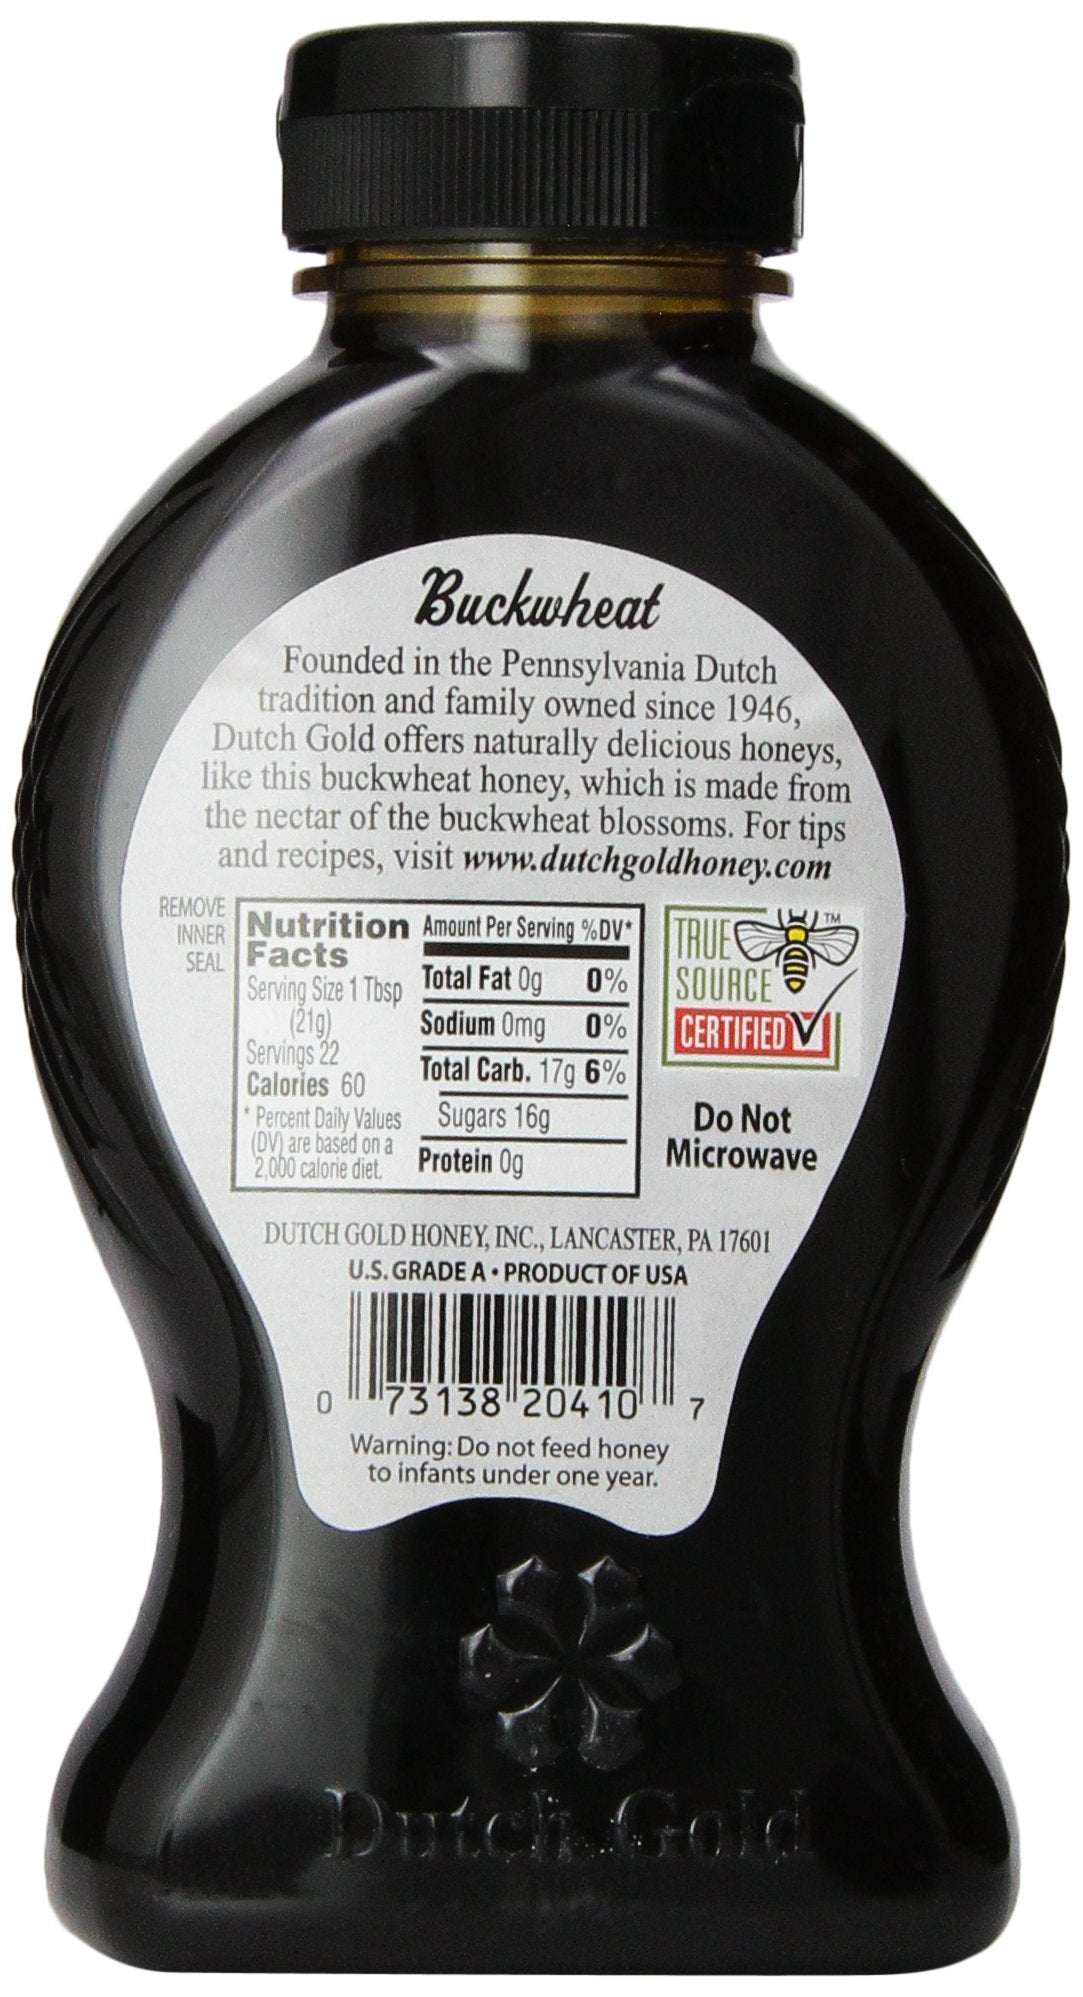 Buckwheat
Founded in the Pennsylvania Dutch
tradition and family owned since 1946,
Dutch Gold offers naturally delicious honeys,
like this buckwheat honey, which is made from
the nectar of the buckwheat blossoms. For tips
and recipes, visit www.dutchgoldhoney.com
REMOVE
INNER
SEAL
Nutrition
Facts
Serving Size 1 Tbsp
(21g)
Servings 22
Calories 60
* Percent Daily Values
(DV) are based on a
2,000 calorie diet.
Amount Per Serving %DV*
Total Fat 0g 0%
Sodium 0mg 0%
Total Carb. 17g 6%
Sugars 16g
Protein 0g
TRUE
SOURCE
CERTIFIED
TM
Do Not
Microwave
DUTCH GOLD HONEY, INC., LANCASTER, PA 17601
U.S. GRADE A • PRODUCT OF USA
0 73138 20410 7
Warning: Do not feed honey
to infants under one year.
Dutch Gold